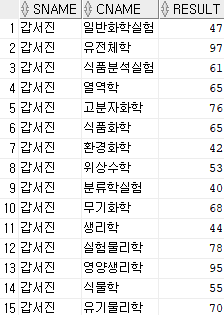 SNAME CNAME RESULT
1 갑서진 일반화학실험 47
2 갑서진 유전체학 97
3 갑서진 식품분석실험 61
4 갑서진 열역학 65
5 갑서진 고분자화학 76
6 갑서진 식품화학 65
7 갑서진 환경화학 42
8 갑서진 위상수학 53
9 갑서진 분류학실험 40
10 갑서진 무기화학 68
11 갑서진 생리학 44
12 갑서진 실험물리학 78
13 갑서진 영양생리학 95
14 갑서진 식물학 55
15 갑서진 유기물리학 70